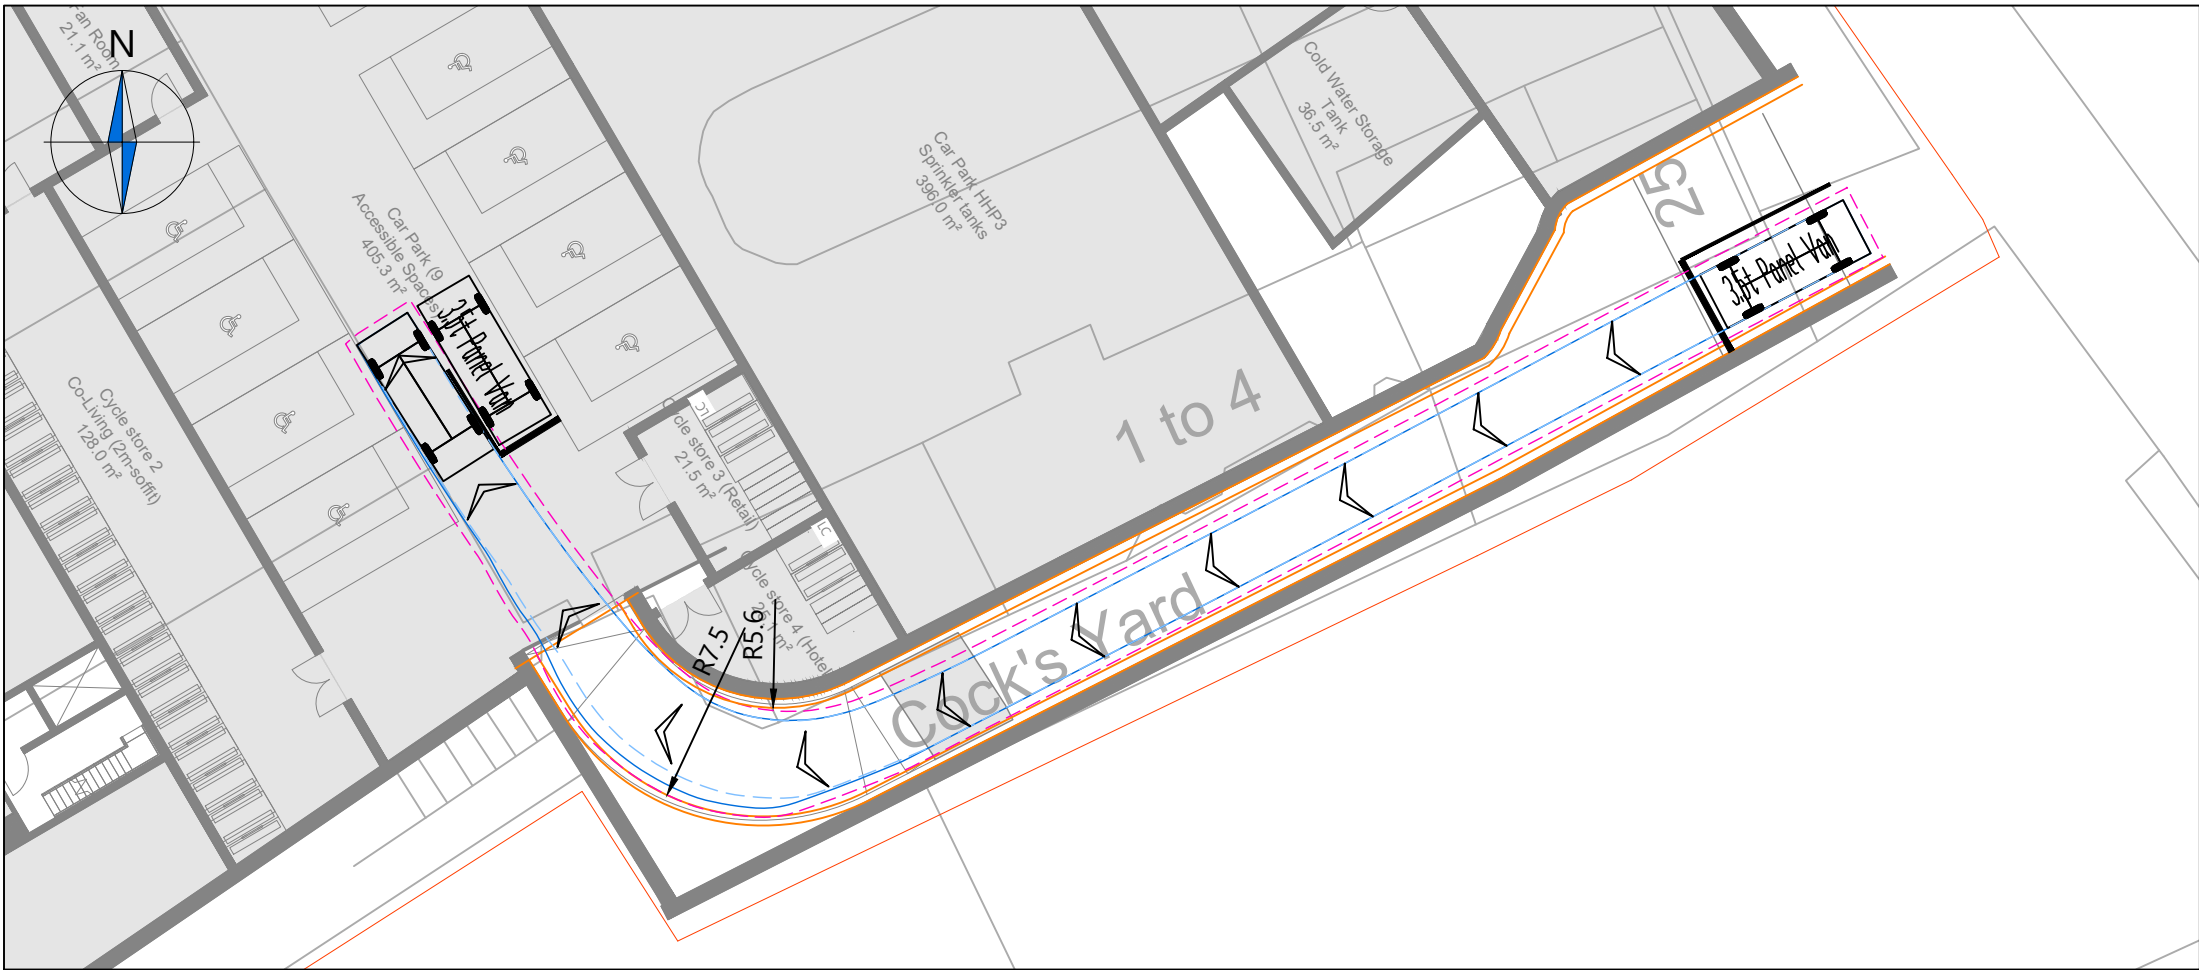 Fan Room
21.1 m²
N
Car Park (9
Accessible Spaces)
405.3 m²
Cycle store 2
Co-Living (2m-soffit)
128.0 m²
3.5t Panel Van
Car Park HHP3
Sprinkler tanks
396.0 m²
Cold Water Storage
Tank
36.5 m²
25
3.5t Panel Van
1 to 4
Cycle store 3 (Retail)
21.5 m²
LC
LC
Cycle store 4 (Hotel)
R7.5
R5.6
Cock's Yard